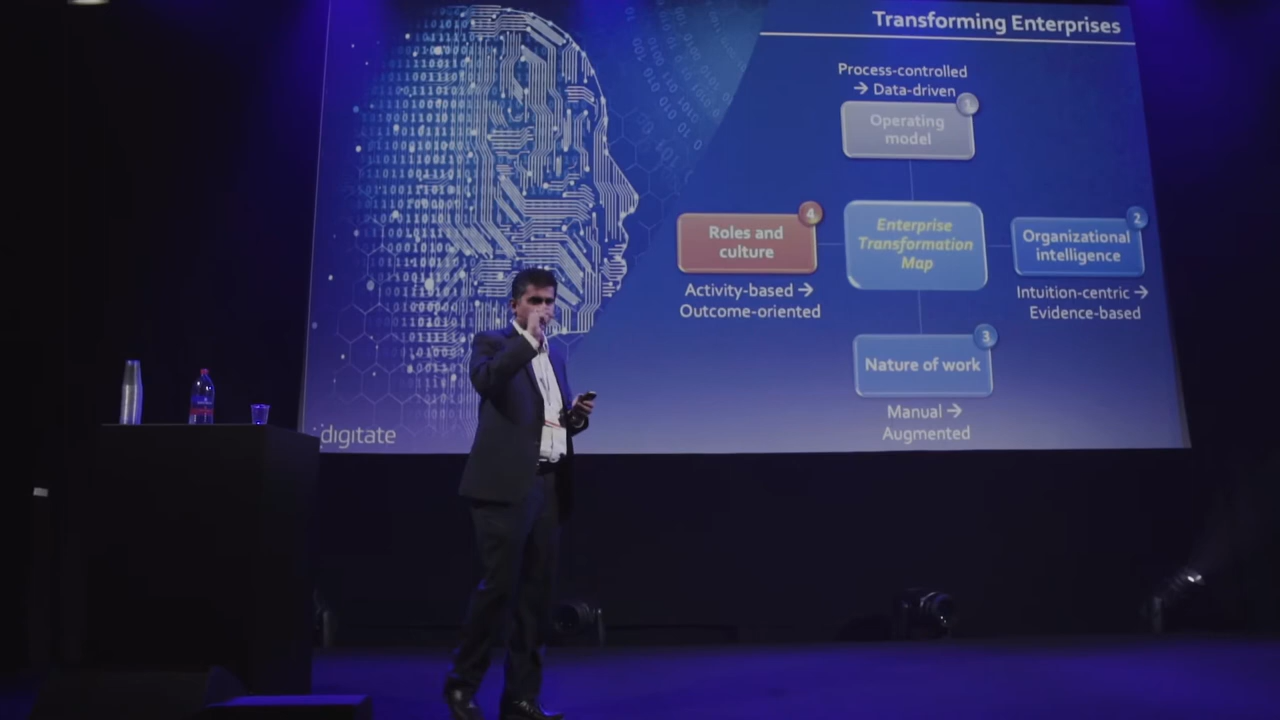 Transforming Enterprises
Process-controlled
→ Data-driven
1
Operating
model
4
Roles and
culture
Activity-based →
Outcome-oriented
Enterprise
Transformation
Map
2
Organizational
intelligence
Intuition-centric →
Evidence-based
3
Nature of work
Manual →
Augmented
digitate